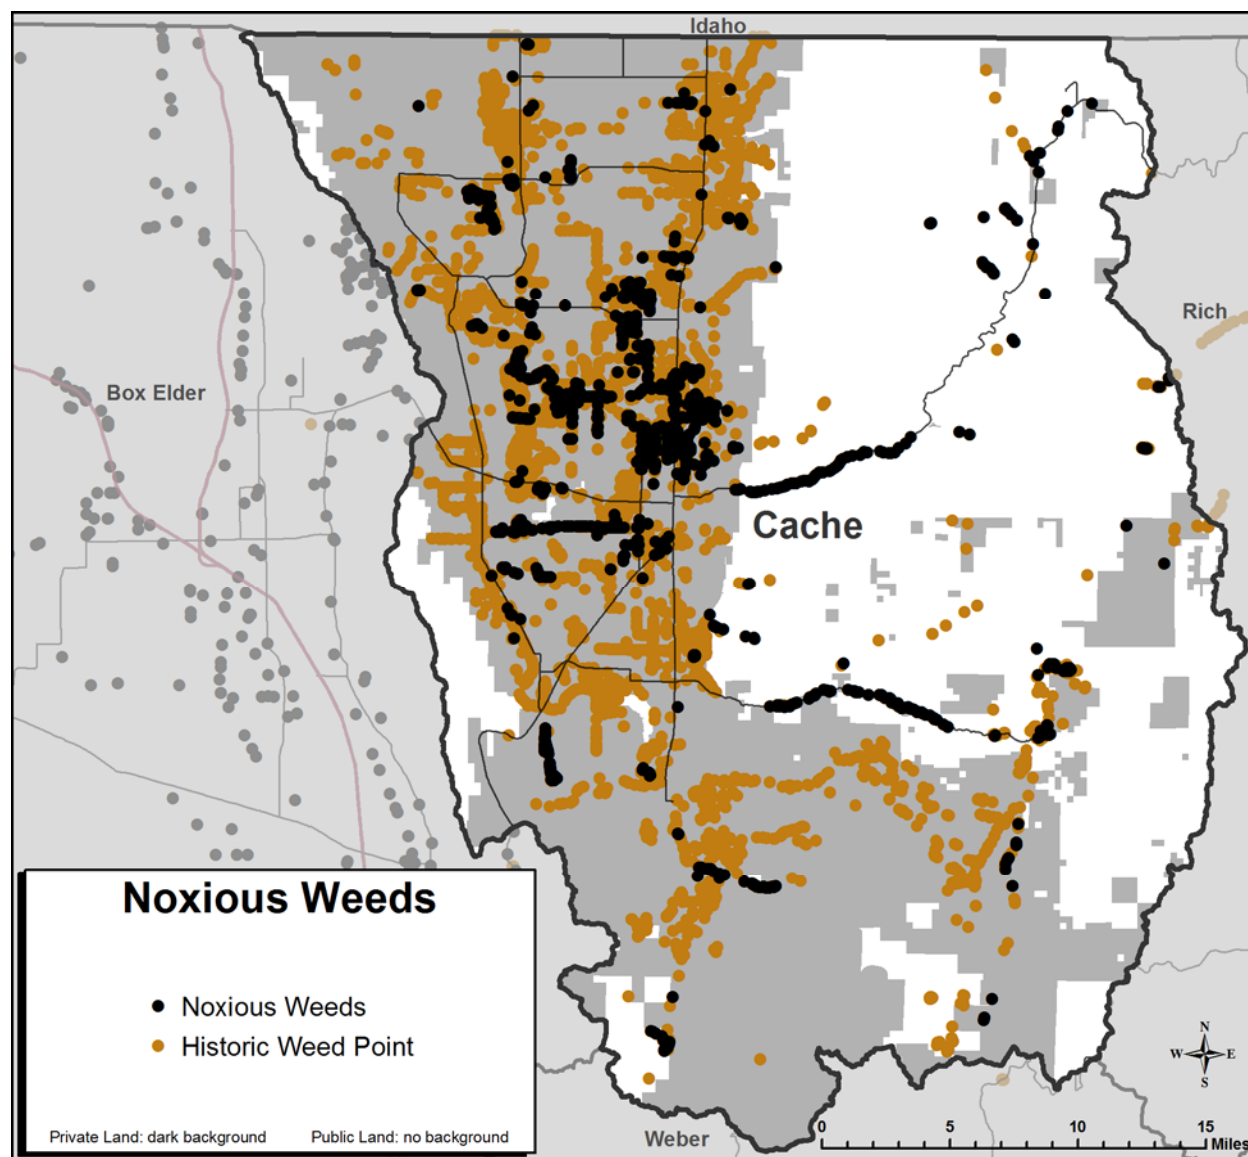 Idaho
Rich
Box Elder
Cache
Noxious Weeds
Noxious Weeds
Historic Weed Point
Private Land: dark background Public Land: no background
Weber
N
W E
S
0 5 10 15
Miles